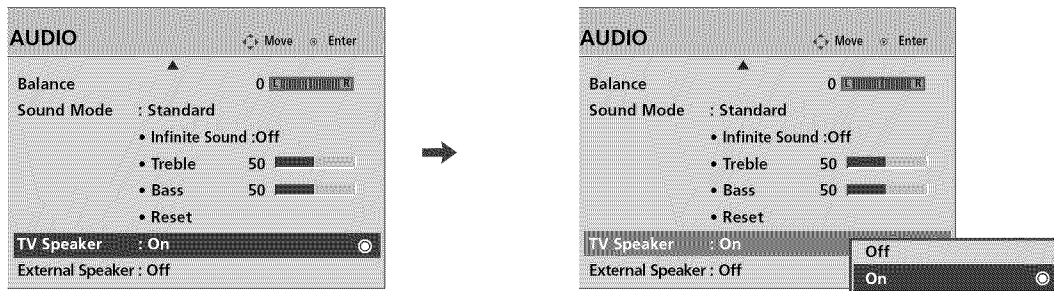 AUDIO
Move Enter
Balance 0 L R
Sound Mode : Standard
• Infinite Sound :Off
• Treble 50
• Bass 50
• Reset
TV Speaker : On
External Speaker : Off
AUDIO
Move Enter
Balance 0 L R
Sound Mode : Standard
• Infinite Sound :Off
• Treble 50
• Bass 50
• Reset
TV Speaker : On
External Speaker : Off
Off
On